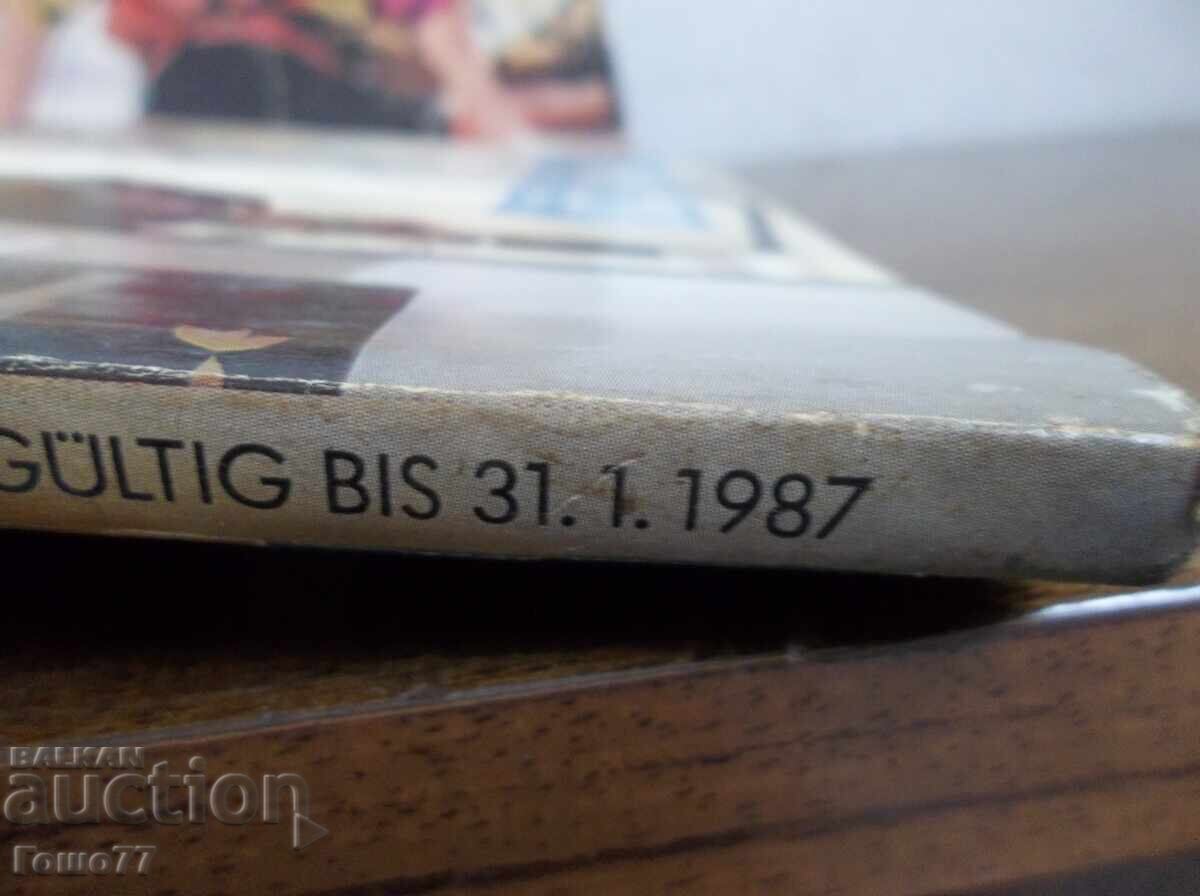 GÜLTIG BIS 31.1.1987
BALKAN
auction
Гошо77